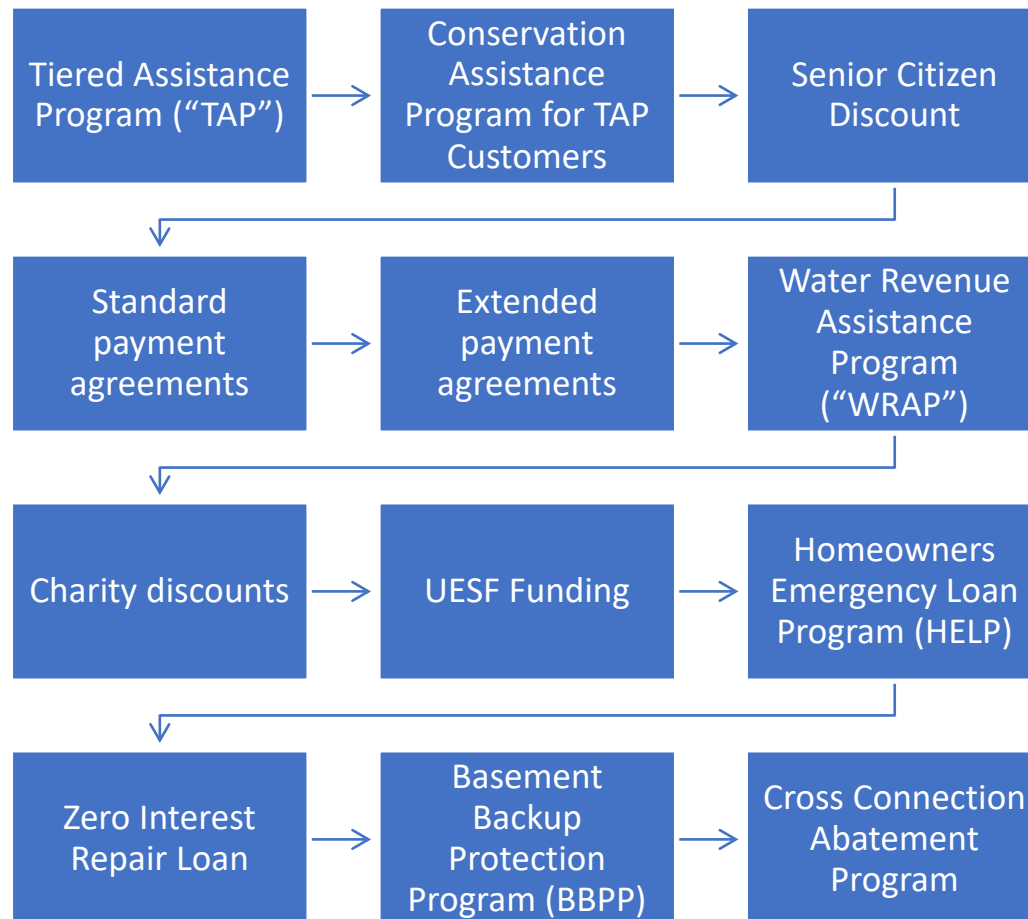 Tiered Assistance
Program (“TAP”)
Conservation
Assistance
Program for TAP
Customers
Senior Citizen
Discount
Standard
payment
agreements
Extended
payment
agreements
Water Revenue
Assistance
Program
(“WRAP”)
Charity discounts
UESF Funding
Homeowners
Emergency Loan
Program (HELP)
Zero Interest
Repair Loan
Basement
Backup
Protection
Program (BBPP)
Cross Connection
Abatement
Program